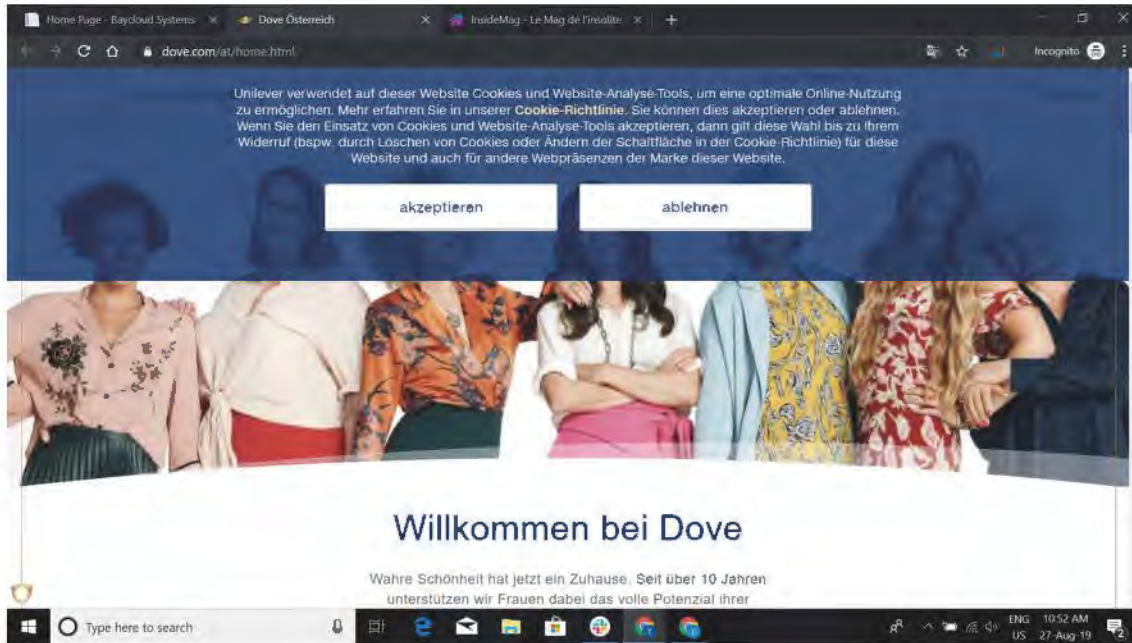 Home Page - Baycloud Systems
Dove Österreich
InsideMag - Le Mag de l'insolite
dove.com/at/home.html
Incognito
Unilever verwendet auf dieser Website Cookies und Website-Analyse-Tools, um eine optimale Online-Nutzung
zu ermöglichen. Mehr erfahren Sie in unserer Cookie-Richtlinie. Sie können dies akzeptieren oder ablehnen.
Wenn Sie den Einsatz von Cookies und Website-Analyse-Tools akzeptieren, dann gilt diese Wahl bis zu Ihrem
Widerruf (bspw. durch Löschen von Cookies oder Ändern der Schaltfläche in der Cookie-Richtlinie) für diese
Website und auch für andere Webpräsenzen der Marke dieser Website.
akzeptieren
ablehnen
Willkommen bei Dove
Wahre Schönheit hat jetzt ein Zuhause. Seit über 10 Jahren
unterstützen wir Frauen dabei das volle Potenzial ihrer
Type here to search
ENG
US
10:52 AM
27-Aug-19
2